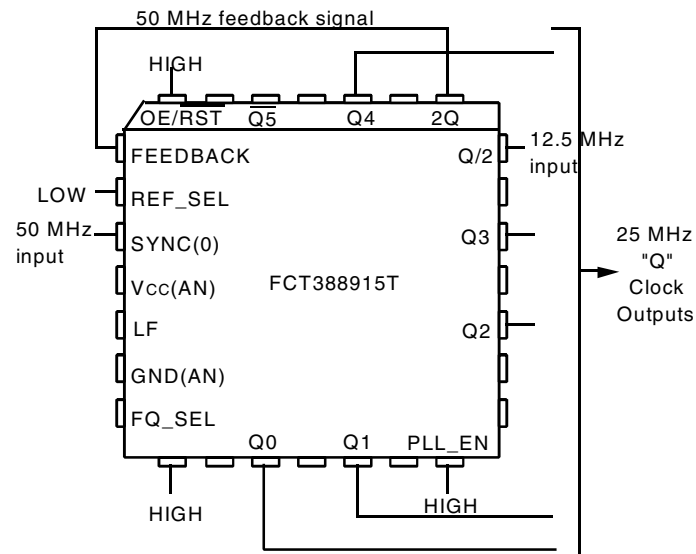 50 MHz feedback signal
HIGH
OE/RST Q5 Q4 2Q
FEEDBACK
Q/2
12.5 MHz
input
LOW
REF_SEL
50 MHz
input
SYNC(0)
Q3
VCC(AN)
FCT388915T
25 MHz
"Q"
Clock
Outputs
LF
Q2
GND(AN)
FQ_SEL
Q0 Q1 PLL_EN
HIGH
HIGH